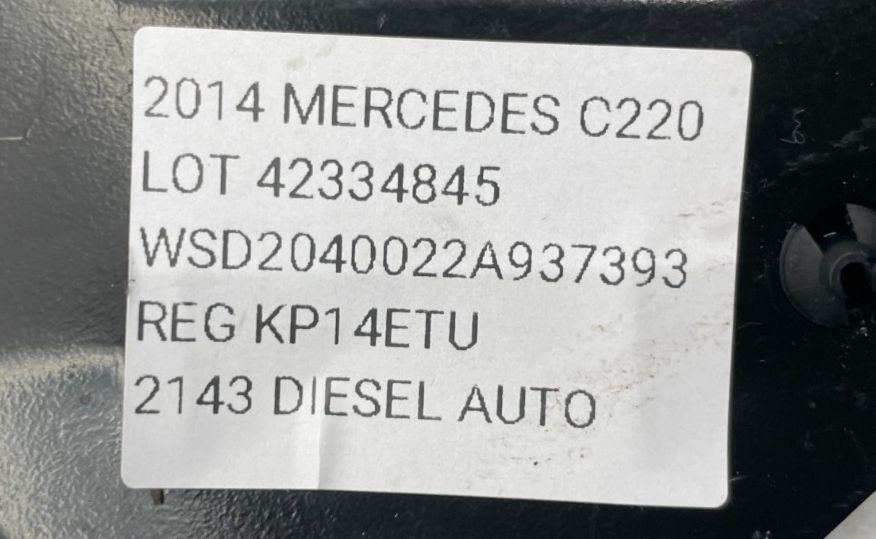 2014 MERCEDES C220
LOT 42334845
WSD2040022A937393
REG KP14ETU
2143 DIESEL AUTO